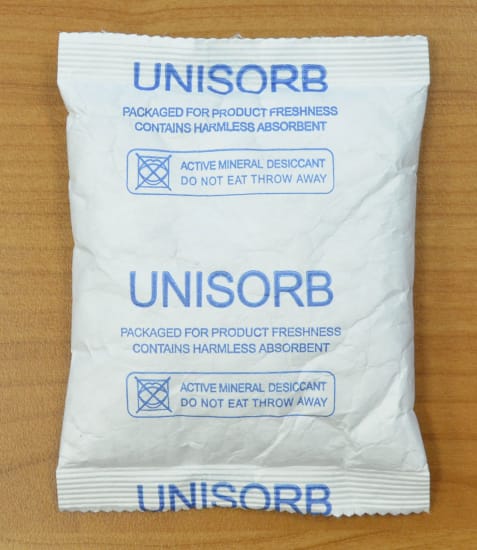 UNISORB
PACKAGED FOR PRODUCT FRESHNESS
CONTAINS HARMLESS ABSORBENT
ACTIVE MINERAL DESICCANT
DO NOT EAT THROW AWAY
UNISORB
PACKAGED FOR PRODUCT FRESHNESS
CONTAINS HARMLESS ABSORBENT
ACTIVE MINERAL DESICCANT
DO NOT EAT THROW AWAY
UNISORB